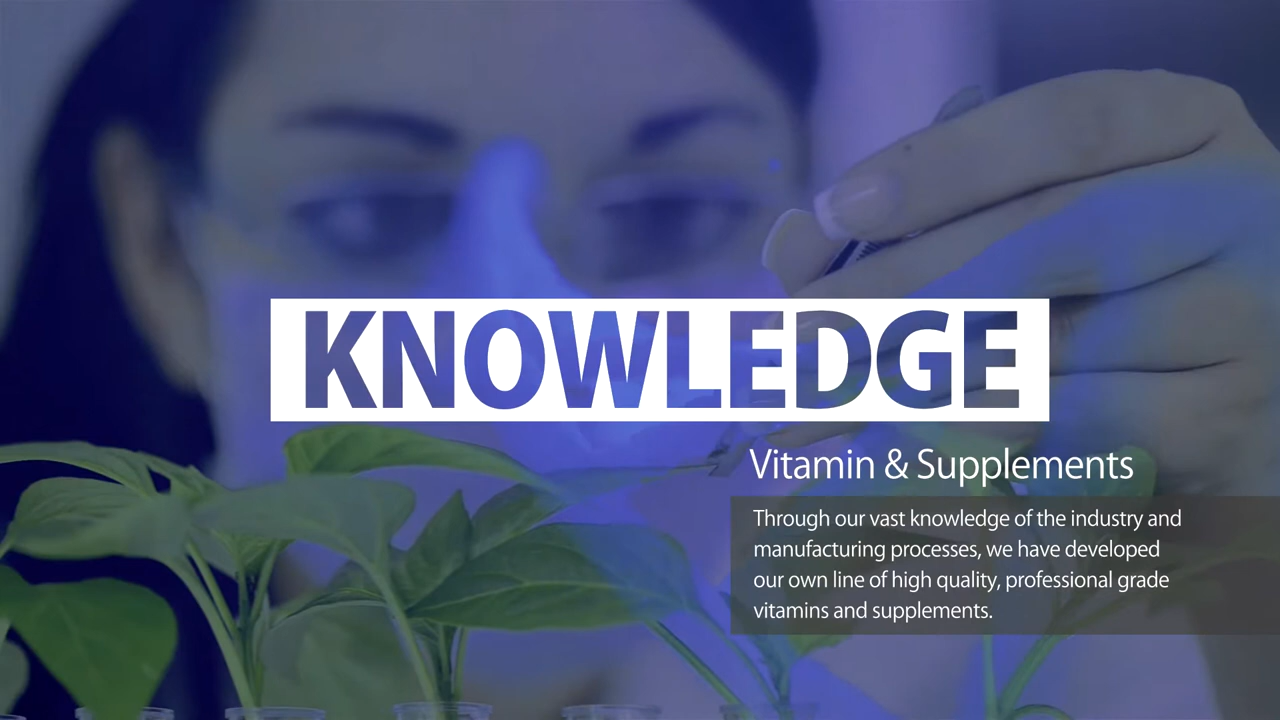 KNOWLEDGE
Vitamin & Supplements
Through our vast knowledge of the industry and
manufacturing processes, we have developed
our own line of high quality, professional grade
vitamins and supplements.